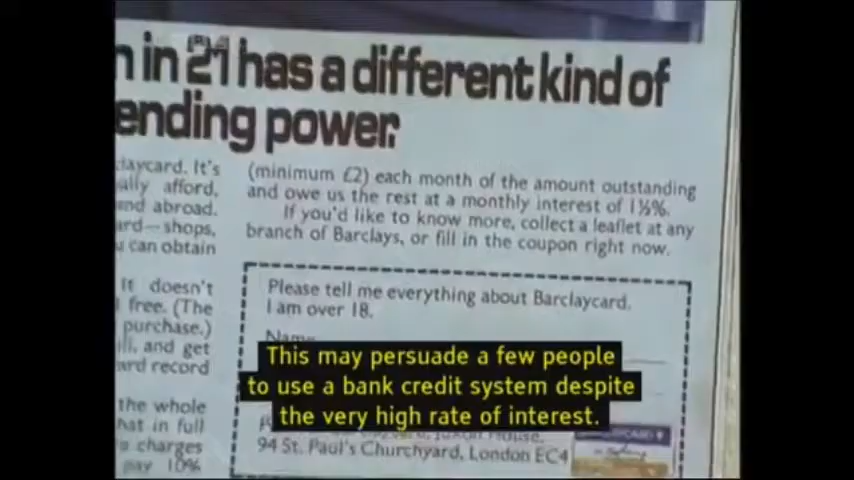 in 21 has a different kind of
ending power.
claycard. It's
ally afford,
and abroad.
ard—shops,
can obtain
It doesn't
free. (The
purchase.)
and get
ard record
the whole
hat in full
charges
pay 10%
(minimum £2) each month of the amount outstanding
and owe us the rest at a monthly interest of 1½%.
If you'd like to know more, collect a leaflet at any
branch of Barclays, or fill in the coupon right now.
Please tell me everything about Barclaycard.
I am over 18.
Name
This may persuade a few people
to use a bank credit system despite
the very high rate of interest.
94 St. Paul's Churchyard, London EC4